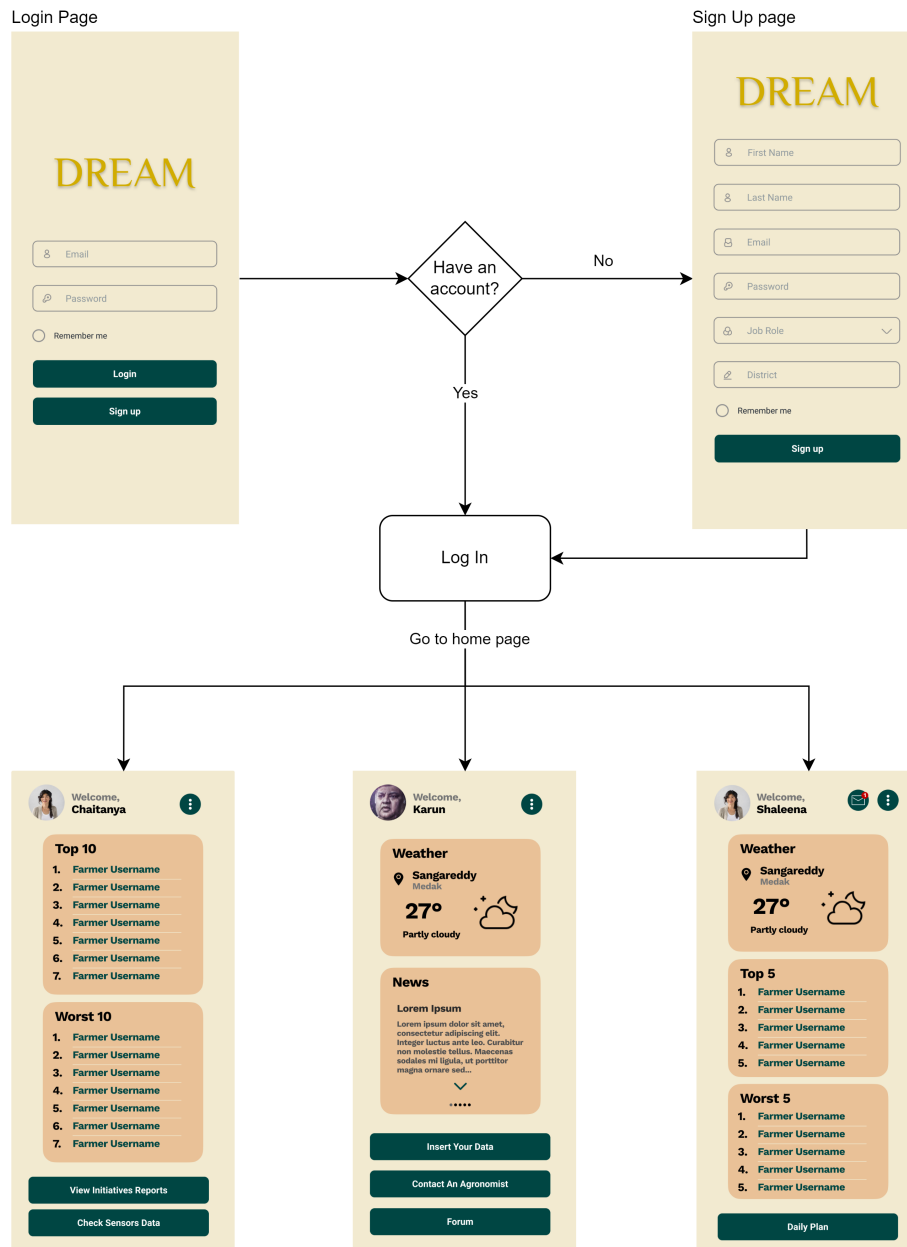 Login Page
DREAM
Email
Password
Remember me
Login
Sign up
Have an
account?
No
Yes
Sign Up page
DREAM
First Name
Last Name
Email
Password
Job Role
District
Remember me
Sign up
Log In
Go to home page
Welcome,
Chaitanya
Top 10
1. Farmer Username
2. Farmer Username
3. Farmer Username
4. Farmer Username
5. Farmer Username
6. Farmer Username
7. Farmer Username
Worst 10
1. Farmer Username
2. Farmer Username
3. Farmer Username
4. Farmer Username
5. Farmer Username
6. Farmer Username
7. Farmer Username
View Initiatives Reports
Check Sensors Data
Welcome,
Karun
Weather
Sangareddy
Medak
27°
Partly cloudy
News
Lorem Ipsum
Lorem ipsum dolor sit amet,
consectetur adipiscing elit.
Integer luctus ante leo. Curabitur
non molestie tellus. Maecenas
sodales mi ligula, ut porttitor
magna ornare sed...
Insert Your Data
Contact An Agronomist
Forum
Welcome,
Shaleena
1
Weather
Sangareddy
Medak
27°
Partly cloudy
Top 5
1. Farmer Username
2. Farmer Username
3. Farmer Username
4. Farmer Username
5. Farmer Username
Worst 5
1. Farmer Username
2. Farmer Username
3. Farmer Username
4. Farmer Username
5. Farmer Username
Daily Plan